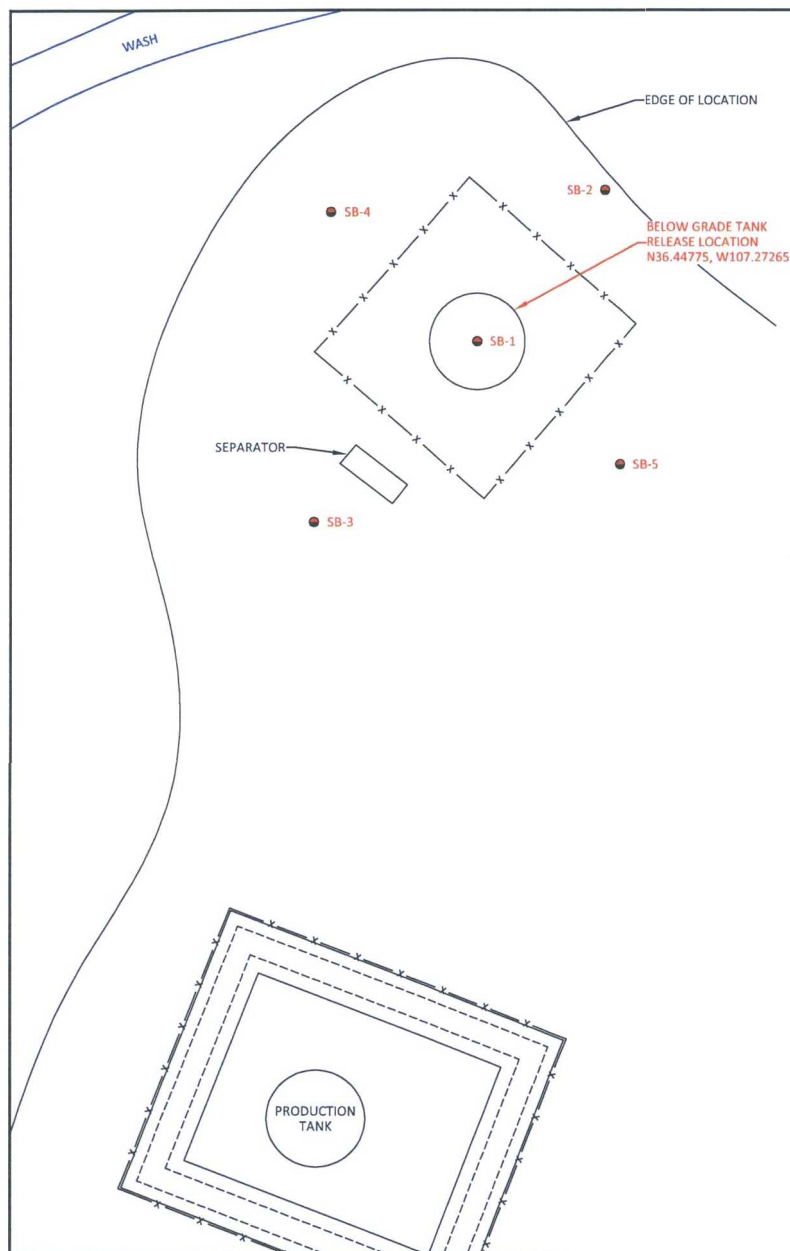 WASH
EDGE OF LOCATION
SB-2
SB-4
BELOW GRADE TANK
RELEASE LOCATION
N36.44775, W107.27265
SB-1
SEPARATOR
SB-5
SB-3
PRODUCTION
TANK